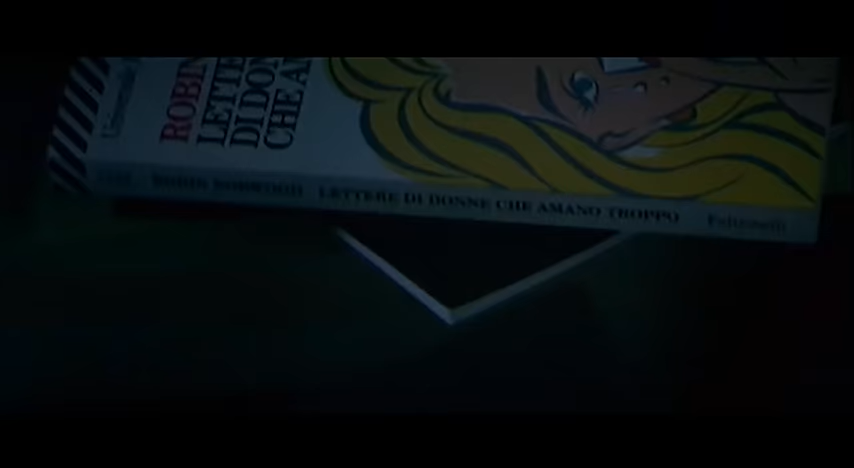 ROBIN
LETTE
DI DON
CHE A
ROBIN NORWOOD LETTERE DI DONNE CHE AMANO TROPPO Feltrinelli